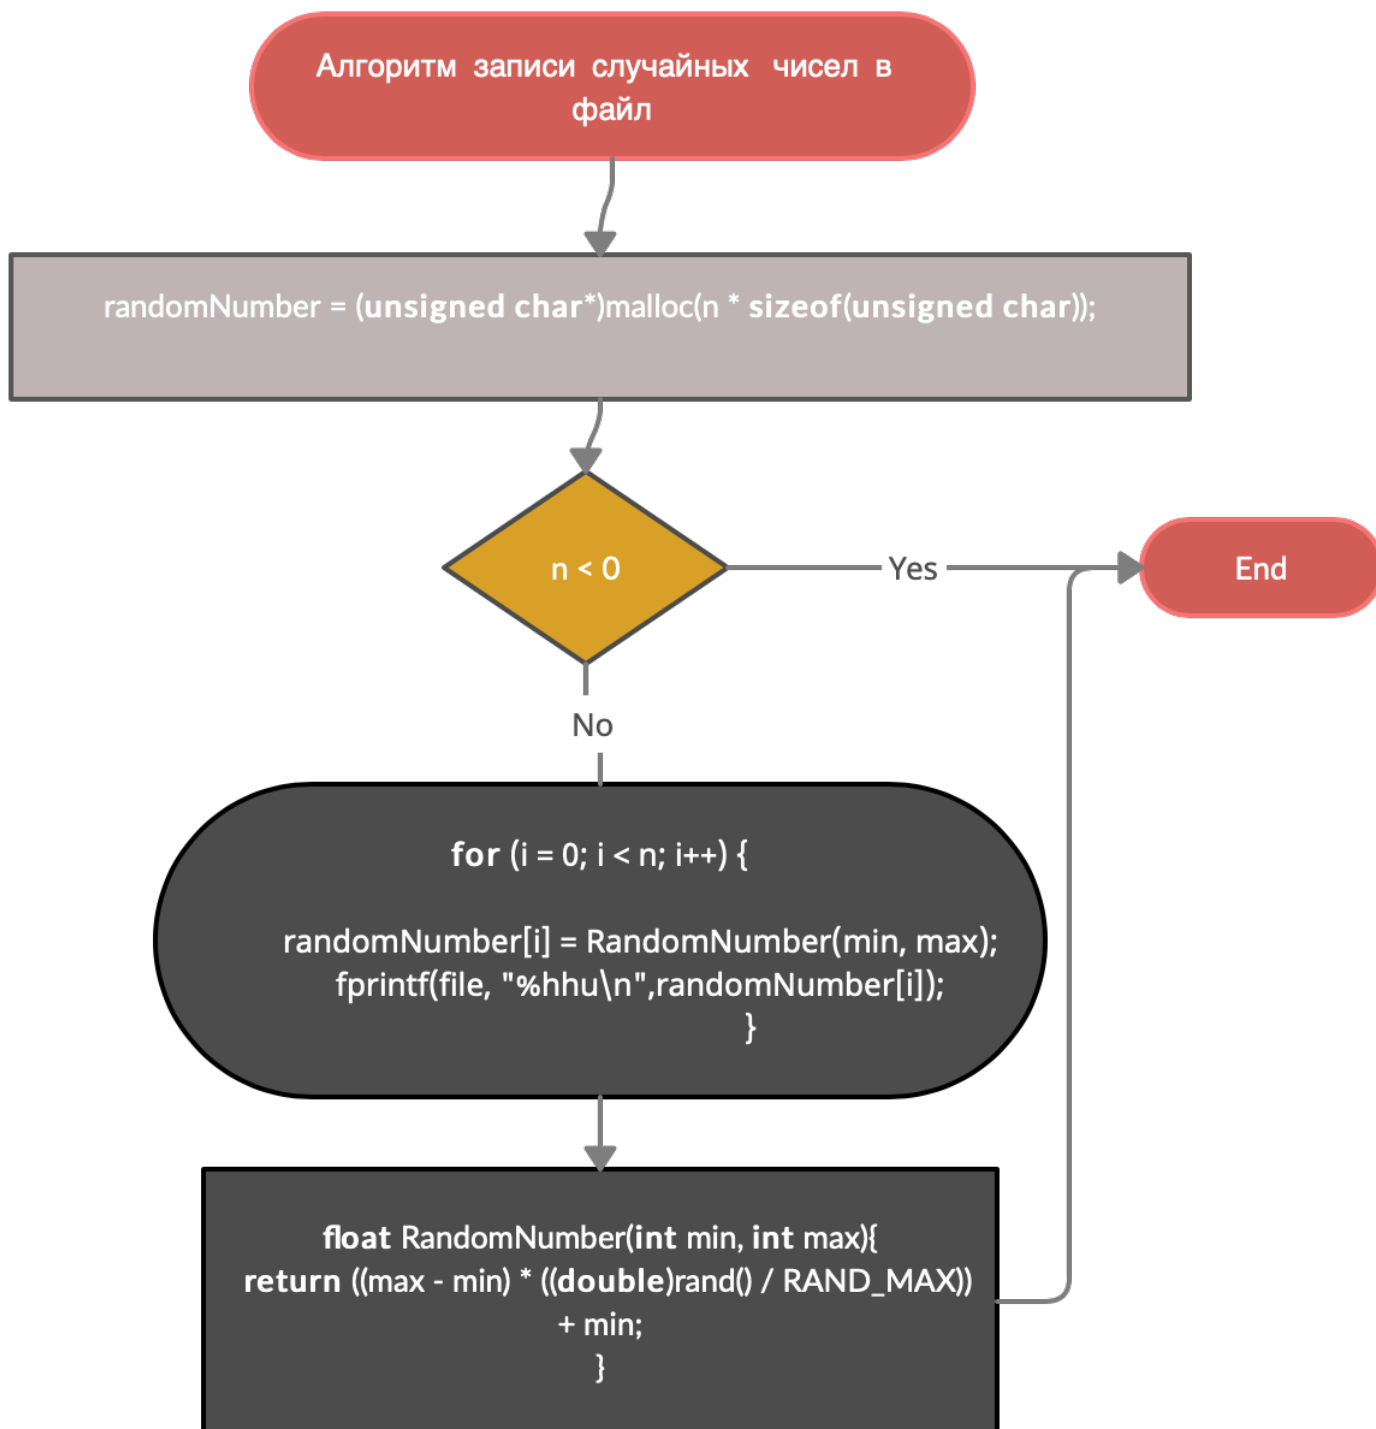 Алгоритм записи случайных чисел в
файл
randomNumber = (unsigned char*)malloc(n * sizeof(unsigned char));
n < 0
Yes
End
No
for (i = 0; i < n; i++) {
randomNumber[i] = RandomNumber(min, max);
fprintf(file, "%hhu\n",randomNumber[i]);
}
float RandomNumber(int min, int max){
return ((max - min) * ((double)rand() / RAND_MAX))
+ min;
}